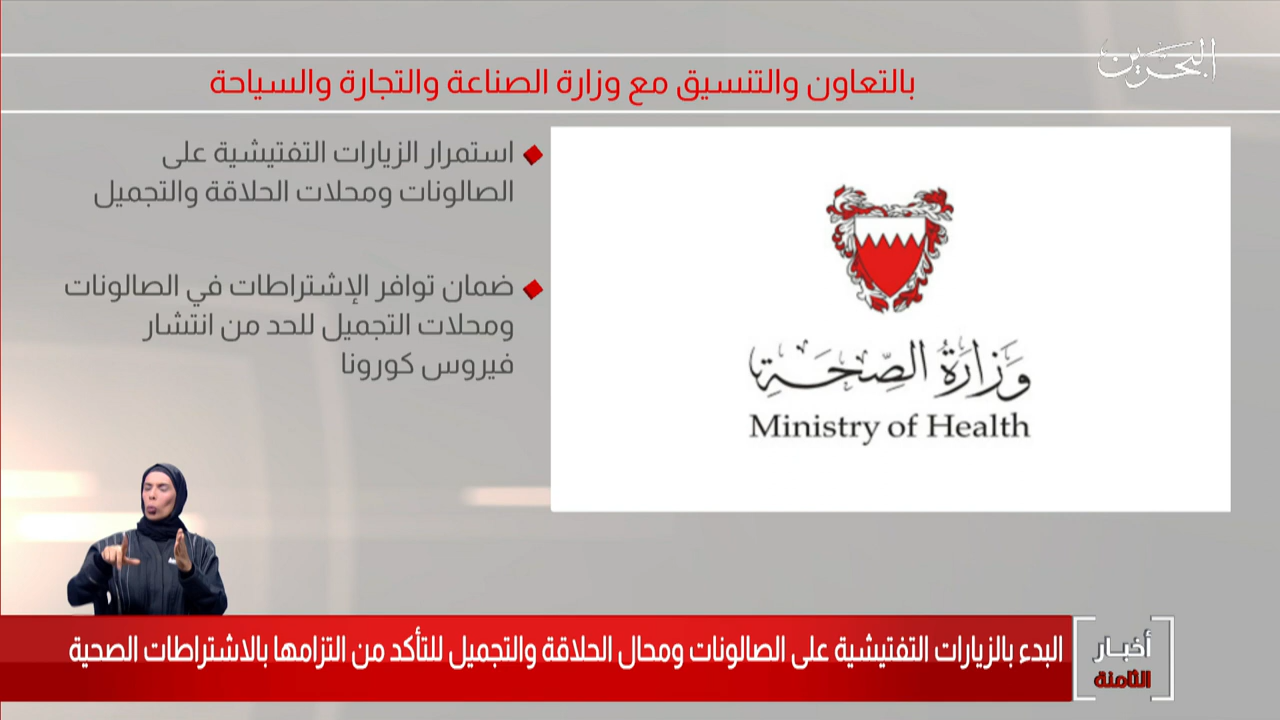 البحرين
بالتعاون والتنسيق مع وزارة الصناعة والتجارة والسياحة
استمرار الزيارات التفتيشية على
الصالونات ومحلات الحلاقة والتجميل
ضمان توافر الإشتراطات في الصالونات
ومحلات التجميل للحد من انتشار
فيروس كورونا
وزارة الصحة
Ministry of Health
أخبار
الثامنة
البدء بالزيارات التفتيشية على الصالونات ومحال الحلاقة والتجميل للتأكد من التزامها بالاشتراطات الصحية